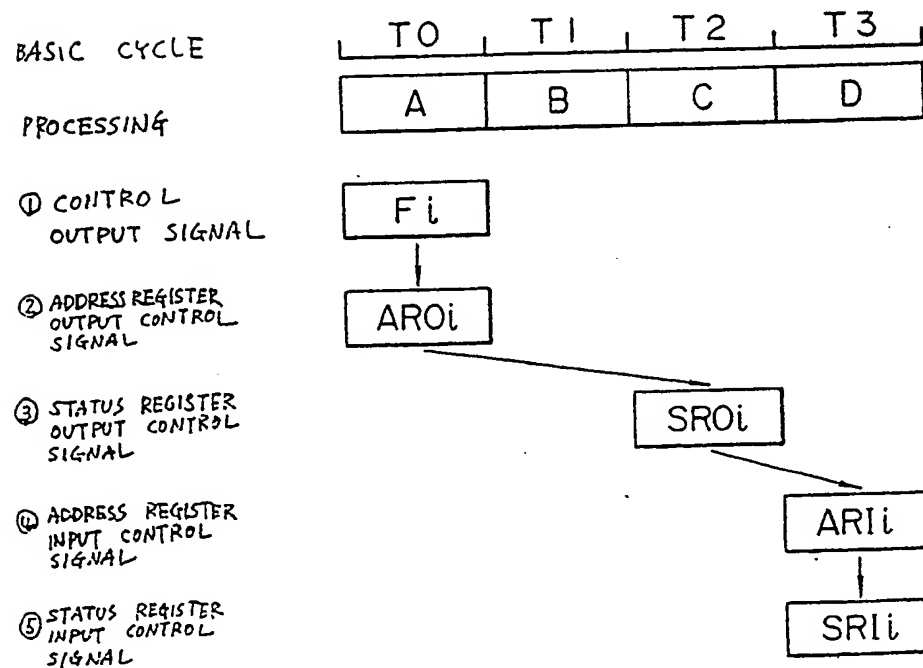 BASIC CYCLE
T0 T1 T2 T3
PROCESSING
A B C D
① CONTROL
OUTPUT SIGNAL
Fi
② ADDRESS REGISTER
OUTPUT CONTROL
SIGNAL
AROi
③ STATUS REGISTER
OUTPUT CONTROL
SIGNAL
SROi
④ ADDRESS REGISTER
INPUT CONTROL
SIGNAL
ARIi
⑤ STATUS REGISTER
INPUT CONTROL
SIGNAL
SRIi